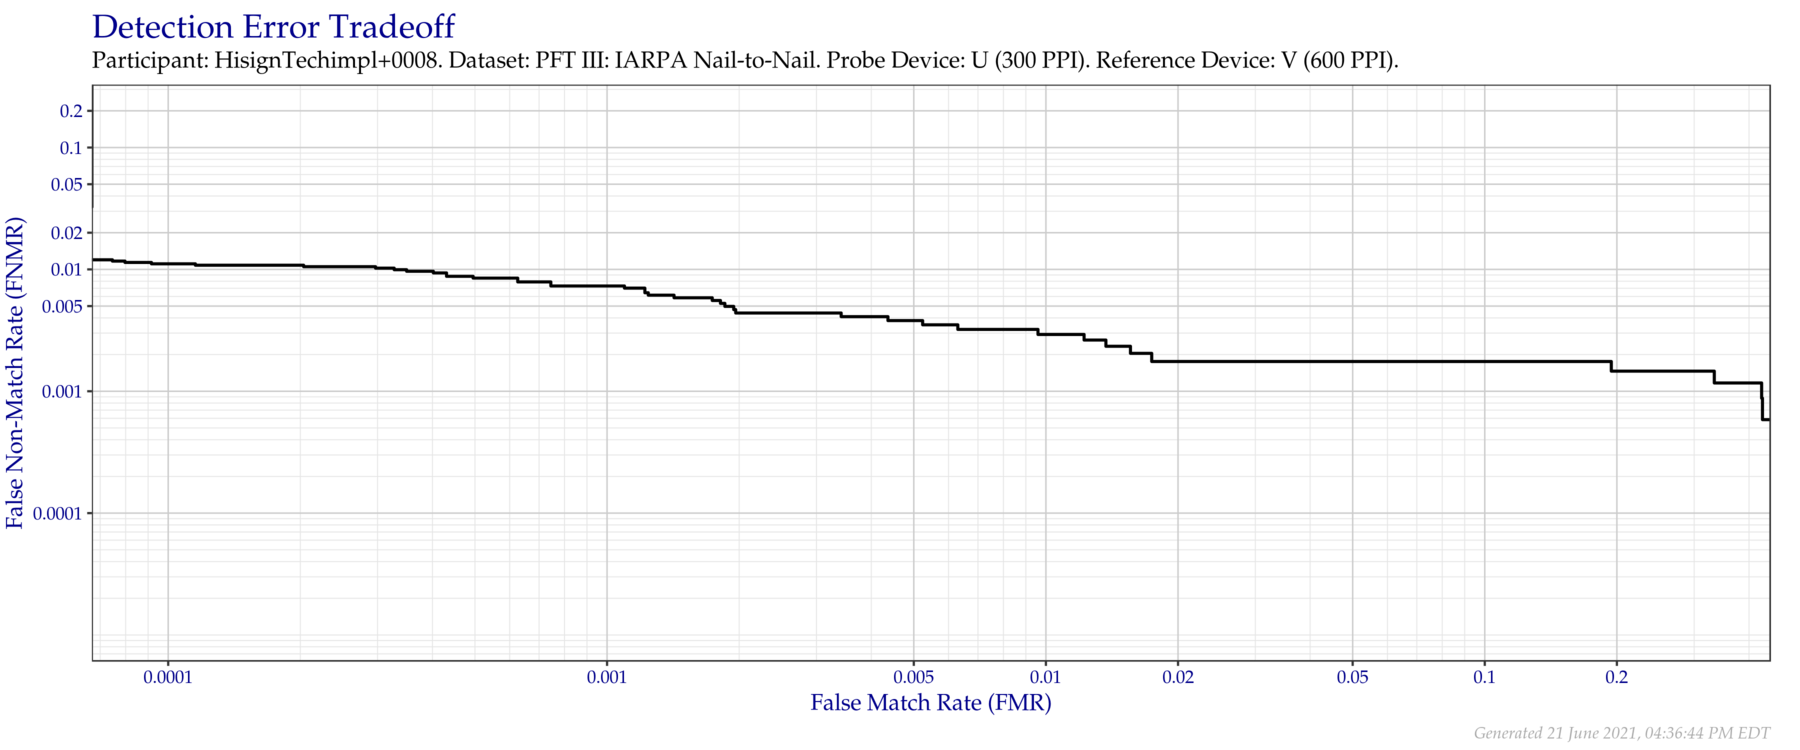 Detection Error Tradeoff
Participant: HisignTechimpl+0008. Dataset: PFT III: IARPA Nail-to-Nail. Probe Device: U (300 PPI). Reference Device: V (600 PPI).
False Non-Match Rate (FNMR)
0.2
0.1
0.05
0.02
0.01
0.005
0.001
0.0001
0.0001 0.001 0.005 0.01 0.02 0.05 0.1 0.2
False Match Rate (FMR)
Generated 21 June 2021, 04:36:44 PM EDT